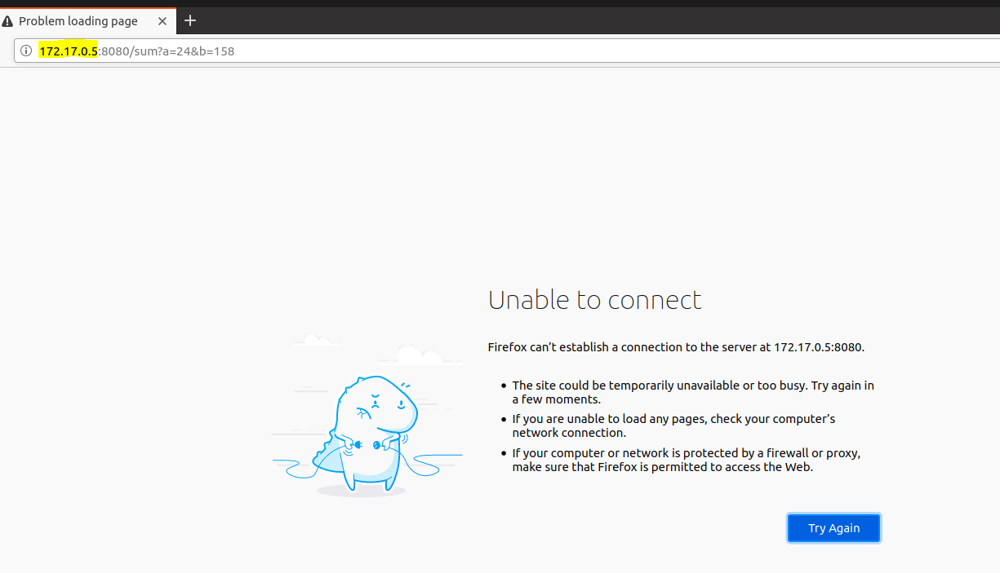 Problem loading page
172.17.0.5:8080/sum?a=24&b=158
Unable to connect
Firefox can’t establish a connection to the server at 172.17.0.5:8080.
The site could be temporarily unavailable or too busy. Try again in
a few moments.
If you are unable to load any pages, check your computer’s
network connection.
If your computer or network is protected by a firewall or proxy,
make sure that Firefox is permitted to access the Web.
Try Again